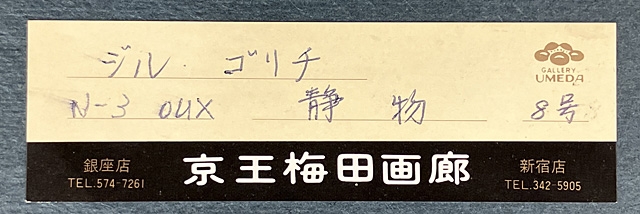 ジル・ゴリチ
GALLERY
UMEDA
N-3 OUX 静物 8号
銀座店 京王梅田画廊 新宿店
TEL.574-7261 TEL.342-5905